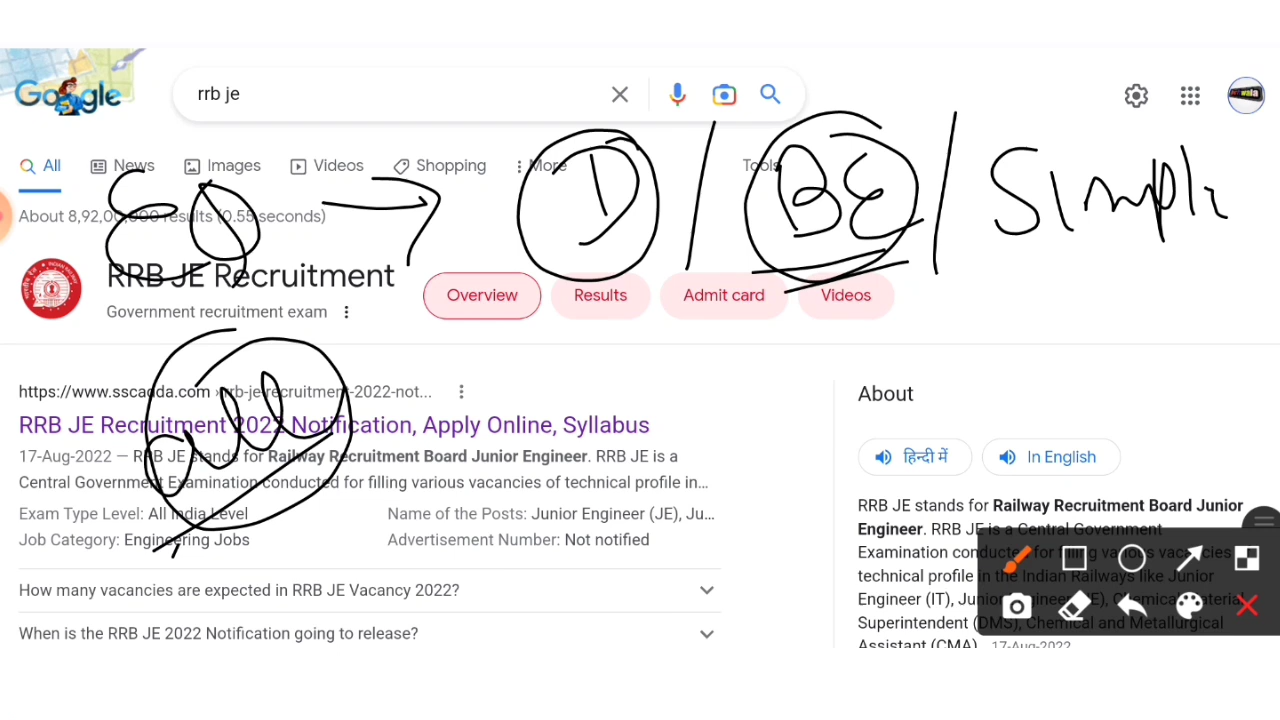 Google
rrb je
All News Images Videos Shopping More Tools
About 8,92,00,000 results (0.55 seconds)
D / BE / Simple
RRB JE Recruitment
Government recruitment exam
Overview Results Admit card Videos
https://www.sscadda.com › rrb-je-recruitment-2022-not...
RRB JE Recruitment 2022 Notification, Apply Online, Syllabus
17-Aug-2022 — RRB JE stands for Railway Recruitment Board Junior Engineer. RRB JE is a
Central Government Examination conducted for filling various vacancies of technical profile in...
Exam Type Level: All India Level
Name of the Posts: Junior Engineer (JE), Ju...
Job Category: Engineering Jobs
Advertisement Number: Not notified
all
How many vacancies are expected in RRB JE Vacancy 2022?
When is the RRB JE 2022 Notification going to release?
About
हिन्दी में In English
RRB JE stands for Railway Recruitment Board Junior
Engineer. RRB JE is a Central Government
Examination conducted for filling various vacancies
technical profile in the Indian Railways like Junior
Engineer (IT), Junior Engineer (JE), Chemical Material
Superintendent (DMS), Chemical and Metallurgical
Assistant (CMA). 17-Aug-2022